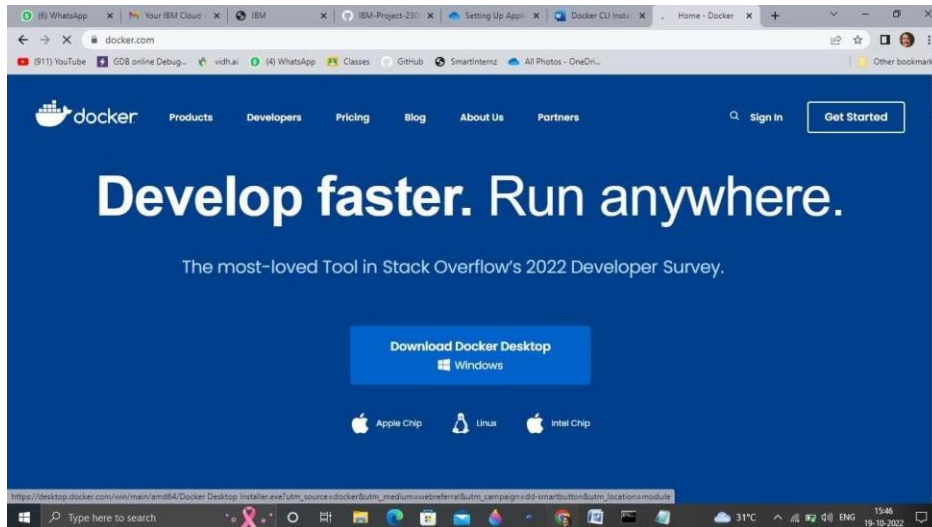 (6) WhatsApp
Your IBM Cloud
IBM
IBM-Project-230
Setting Up Appli
Docker CLI Instal
Home - Docker
docker.com
(911) YouTube
GDB online Debug...
vidh.ai
(4) WhatsApp
Classes
GitHub
SmartInternz
All Photos - OneDri...
Other bookmark
docker
Products
Developers
Pricing
Blog
About Us
Partners
Sign In
Get Started
Develop faster. Run anywhere.
The most-loved Tool in Stack Overflow's 2022 Developer Survey.
Download Docker Desktop
Windows
Apple Chip
Linux
Intel Chip
https://desktop.docker.com/win/main/amd64/Docker Desktop Installer.exe?utm_source=docker&utm_medium=webreferral&utm_campaign=dd-smartbutton&utm_location=module
Type here to search
31°C
ENG
15:46
19-10-2022